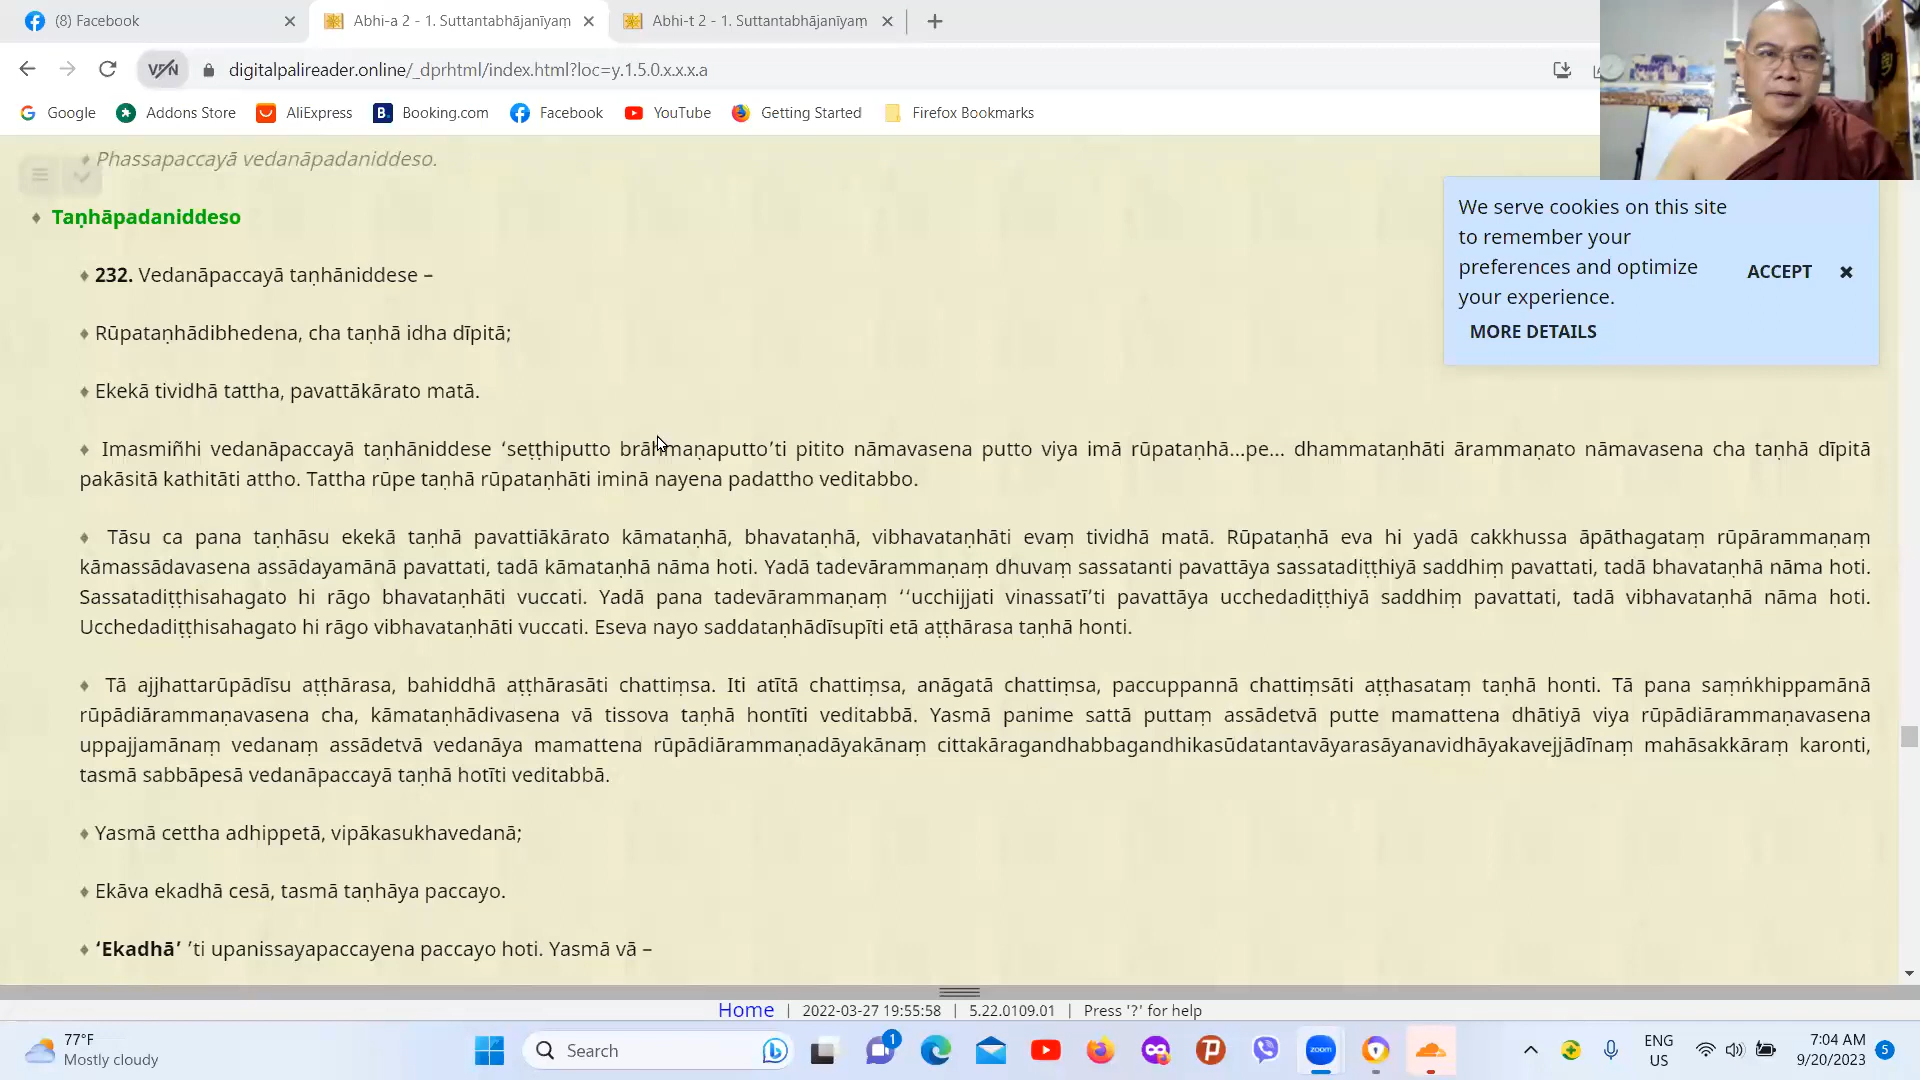 (8) Facebook
Abhi-a 2 - 1. Suttantabhājanīyaṃ
Abhi-t 2 - 1. Suttantabhājanīyaṃ
VPN
digitalpalireader.online/_dprhtml/index.html?loc=y.1.5.0.x.x.x.a
Google
Addons Store
AliExpress
Booking.com
Facebook
YouTube
Getting Started
Firefox Bookmarks
Phassapaccayā vedanāpadaniddeso.
Taṇhāpadaniddeso
232. Vedanāpaccayā taṇhāniddese –
Rūpataṇhādibhedena, cha taṇhā idha dīpitā;
Ekekā tividhā tattha, pavattākārato matā.
Imasmiñhi vedanāpaccayā taṇhāniddese ‘seṭṭhiputto brāhmaṇaputto’ti pitito nāmavasena putto viya imā rūpataṇhā...pe... dhammataṇhāti ārammaṇato nāmavasena cha taṇhā dīpitā
pakāsitā kathitāti attho. Tattha rūpe taṇhā rūpataṇhāti iminā nayena padattho veditabbo.
Tāsu ca pana taṇhāsu ekekā taṇhā pavattiākārato kāmataṇhā, bhavataṇhā, vibhavataṇhāti evaṃ tividhā matā. Rūpataṇhā eva hi yadā cakkhussa āpāthagataṃ rūpārammaṇaṃ
kāmassādavasena assādayamānā pavattati, tadā kāmataṇhā nāma hoti. Yadā tadevārammaṇaṃ dhuvaṃ sassatanti pavattāya sassatadiṭṭhiyā saddhiṃ pavattati, tadā bhavataṇhā nāma hoti.
Sassatadiṭṭhisahagato hi rāgo bhavataṇhāti vuccati. Yadā pana tadevārammaṇaṃ ‘‘ucchijjati vinassatī’ti pavattāya ucchedadiṭṭhiyā saddhiṃ pavattati, tadā vibhavataṇhā nāma hoti.
Ucchedadiṭṭhisahagato hi rāgo vibhavataṇhāti vuccati. Eseva nayo saddataṇhādīsupīti etā aṭṭhārasa taṇhā honti.
Tā ajjhattarūpādīsu aṭṭhārasa, bahiddhā aṭṭhārasāti chattiṃsa. Iti atītā chattiṃsa, anāgatā chattiṃsa, paccuppannā chattiṃsāti aṭṭhasataṃ taṇhā honti. Tā pana saṃṅkhippamānā
rūpādiārammaṇavasena cha, kāmataṇhādivasena vā tissova taṇhā hontīti veditabbā. Yasmā panime sattā puttaṃ assādetvā putte mamattena dhātiyā viya rūpādiārammaṇavasena
uppajjamānaṃ vedanaṃ assādetvā vedanāya mamattena rūpādiārammaṇadāyakānaṃ cittakāragandhabbagandhikasūdatantavāyarasāyanavidhāyakavejjādīnaṃ mahāsakkāraṃ karonti,
tasmā sabbāpesā vedanāpaccayā taṇhā hotīti veditabbā.
Yasmā cettha adhippetā, vipākasukhavedanā;
Ekāva ekadhā cesā, tasmā taṇhāya paccayo.
‘Ekadhā’ ’ti upanissayapaccayena paccayo hoti. Yasmā vā –
We serve cookies on this site
to remember your
preferences and optimize
your experience.
ACCEPT
MORE DETAILS
Home | 2022-03-27 19:55:58 | 5.22.0109.01 | Press '?' for help
77°F
Mostly cloudy
Search
1
zoom
ENG
US
7:04 AM
9/20/2023
5